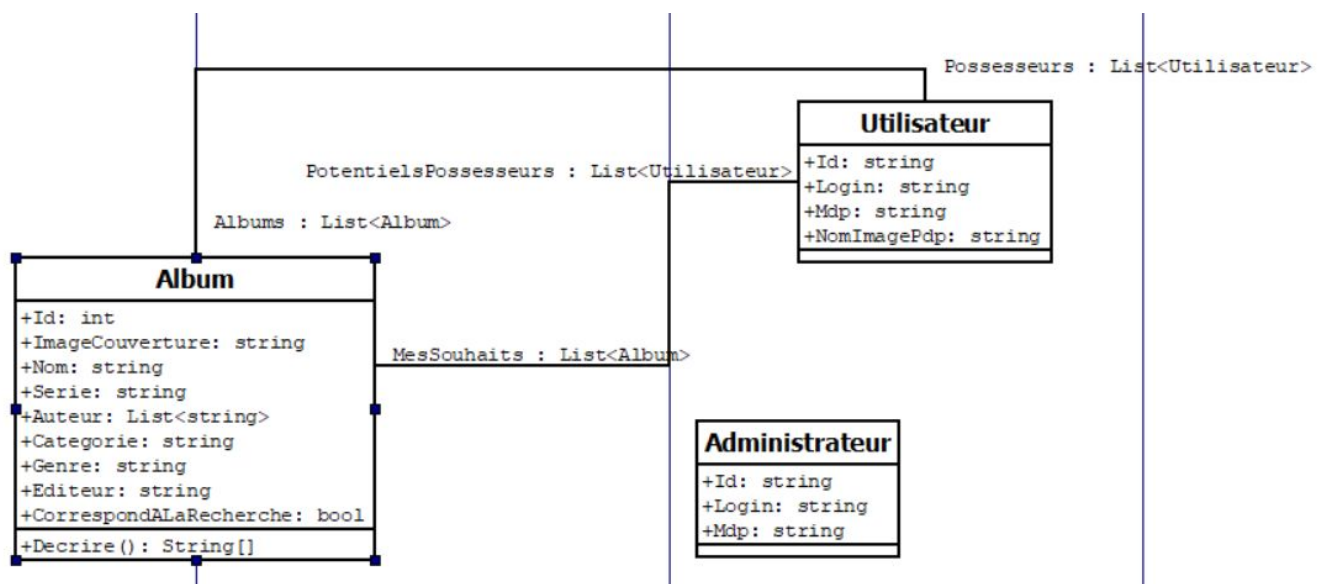 Possesseurs : List<Utilisateur>
Utilisateur
+Id: string
+Login: string
+Mdp: string
+NomImagePdp: string
PotentielsPossesseurs : List<Utilisateur>
Albums : List<Album>
Album
+Id: int
+ImageCouverture: string
+Nom: string
+Serie: string
+Auteur: List<string>
+Categorie: string
+Genre: string
+Editeur: string
+CorrespondALaRecherche: bool
+Decrire(): String[]
MesSouhaits : List<Album>
Administrateur
+Id: string
+Login: string
+Mdp: string